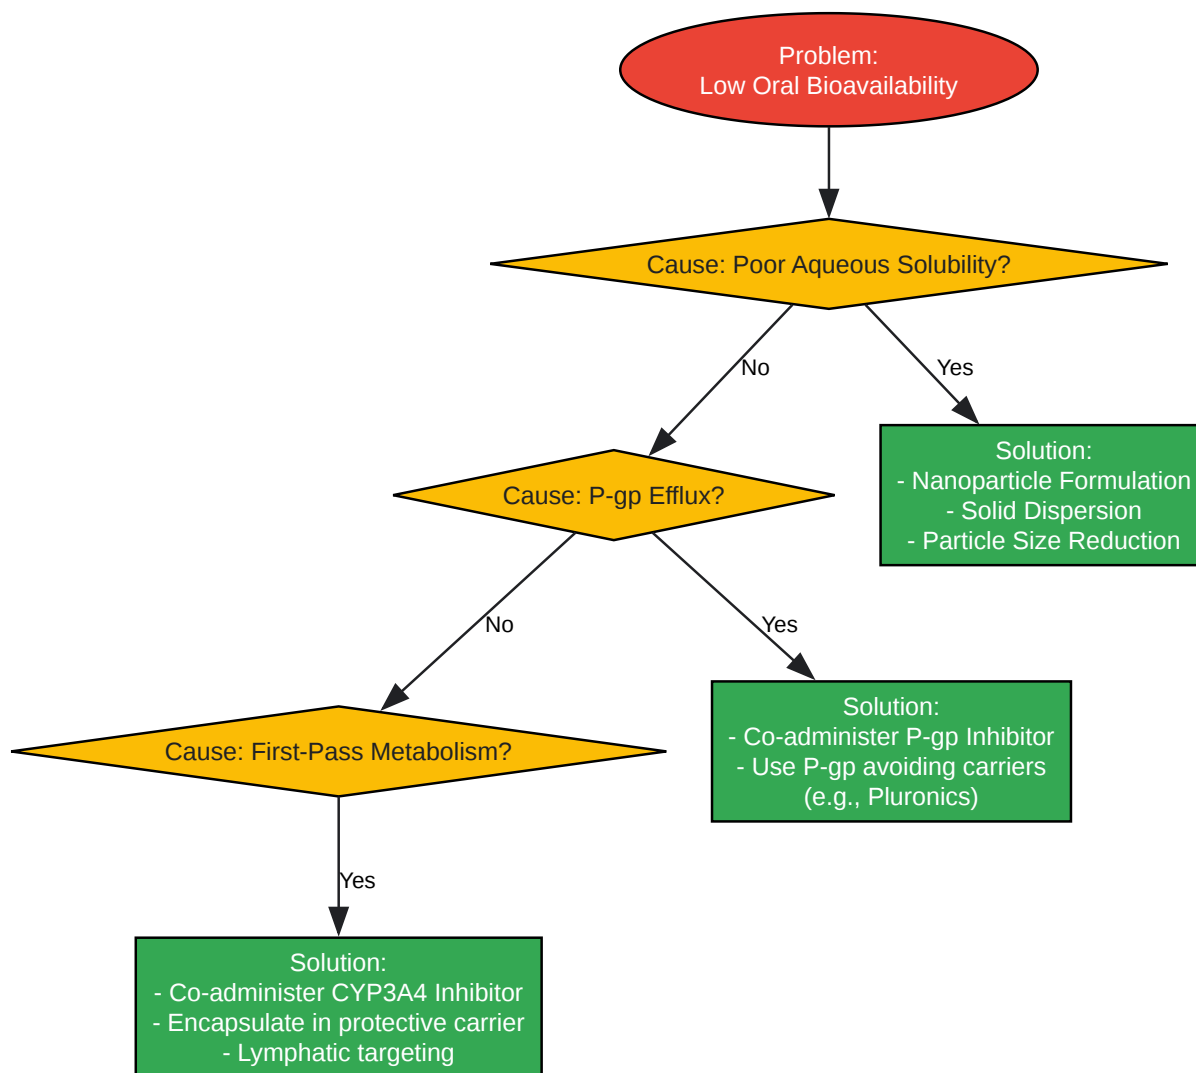 Problem:
Low Oral Bioavailability
Cause: Poor Aqueous Solubility?
No
Yes
Solution:
- Nanoparticle Formulation
- Solid Dispersion
- Particle Size Reduction
Cause: P-gp Efflux?
No
Yes
Solution:
- Co-administer P-gp Inhibitor
- Use P-gp avoiding carriers
(e.g., Pluronics)
Cause: First-Pass Metabolism?
Yes
Solution:
- Co-administer CYP3A4 Inhibitor
- Encapsulate in protective carrier
- Lymphatic targeting